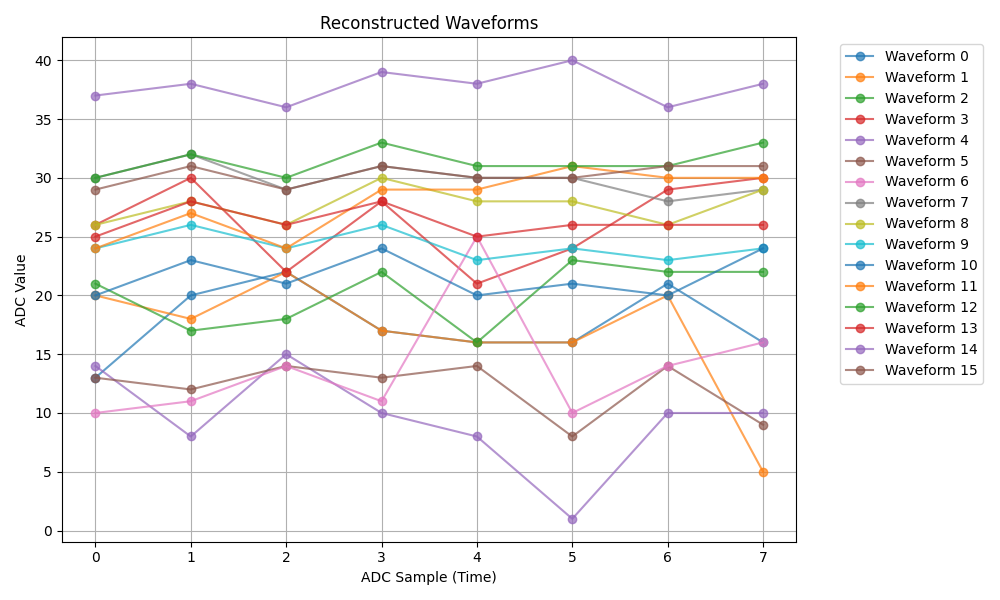 Reconstructed Waveforms
ADC Value
40
35
30
25
20
15
10
5
0
0 1 2 3 4 5 6 7
ADC Sample (Time)
Waveform 0
Waveform 1
Waveform 2
Waveform 3
Waveform 4
Waveform 5
Waveform 6
Waveform 7
Waveform 8
Waveform 9
Waveform 10
Waveform 11
Waveform 12
Waveform 13
Waveform 14
Waveform 15